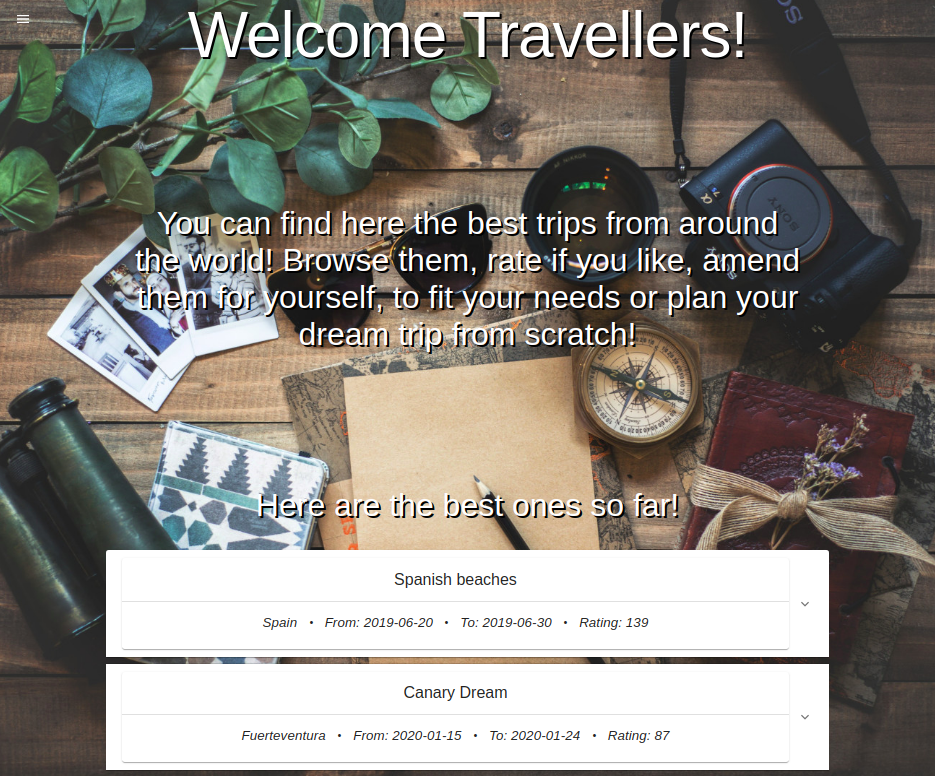 Welcome Travellers!
SONY
You can find here the best trips from around
the world! Browse them, rate if you like, amend
them for yourself, to fit your needs or plan your
dream trip from scratch!
Here are the best ones so far!
Spanish beaches
Spain • From: 2019-06-20 • To: 2019-06-30 • Rating: 139
Canary Dream
Fuerteventura • From: 2020-01-15 • To: 2020-01-24 • Rating: 87